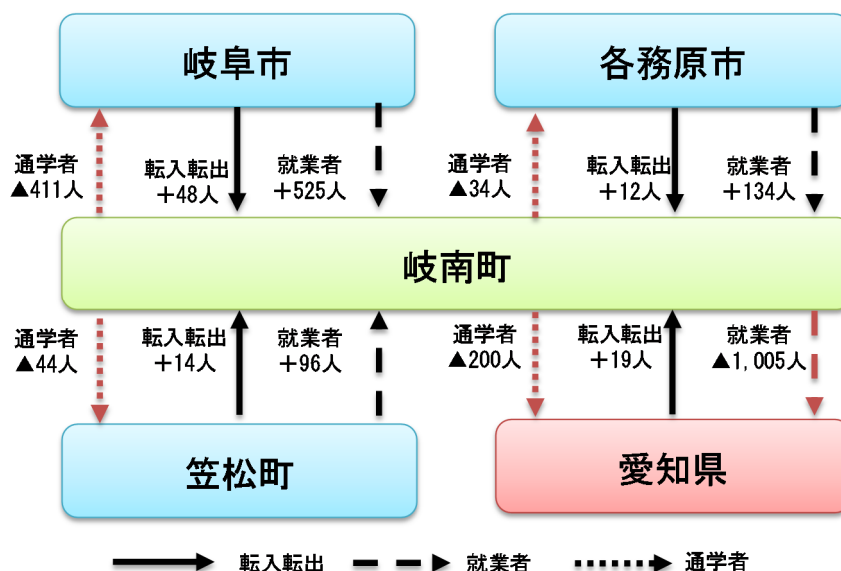 岐阜市
各務原市
通学者
▲411人
転入転出
＋48人
就業者
＋525人
通学者
▲34人
転入転出
＋12人
就業者
＋134人
岐南町
通学者
▲44人
転入転出
＋14人
就業者
＋96人
通学者
▲200人
転入転出
＋19人
就業者
▲1,005人
笠松町
愛知県
転入転出
就業者
通学者